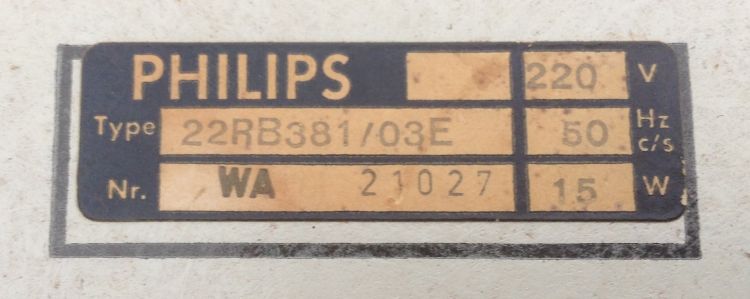 PHILIPS 220 V
Type 22RB381/03E 50 Hz c/s
Nr. WA 21027 15 W